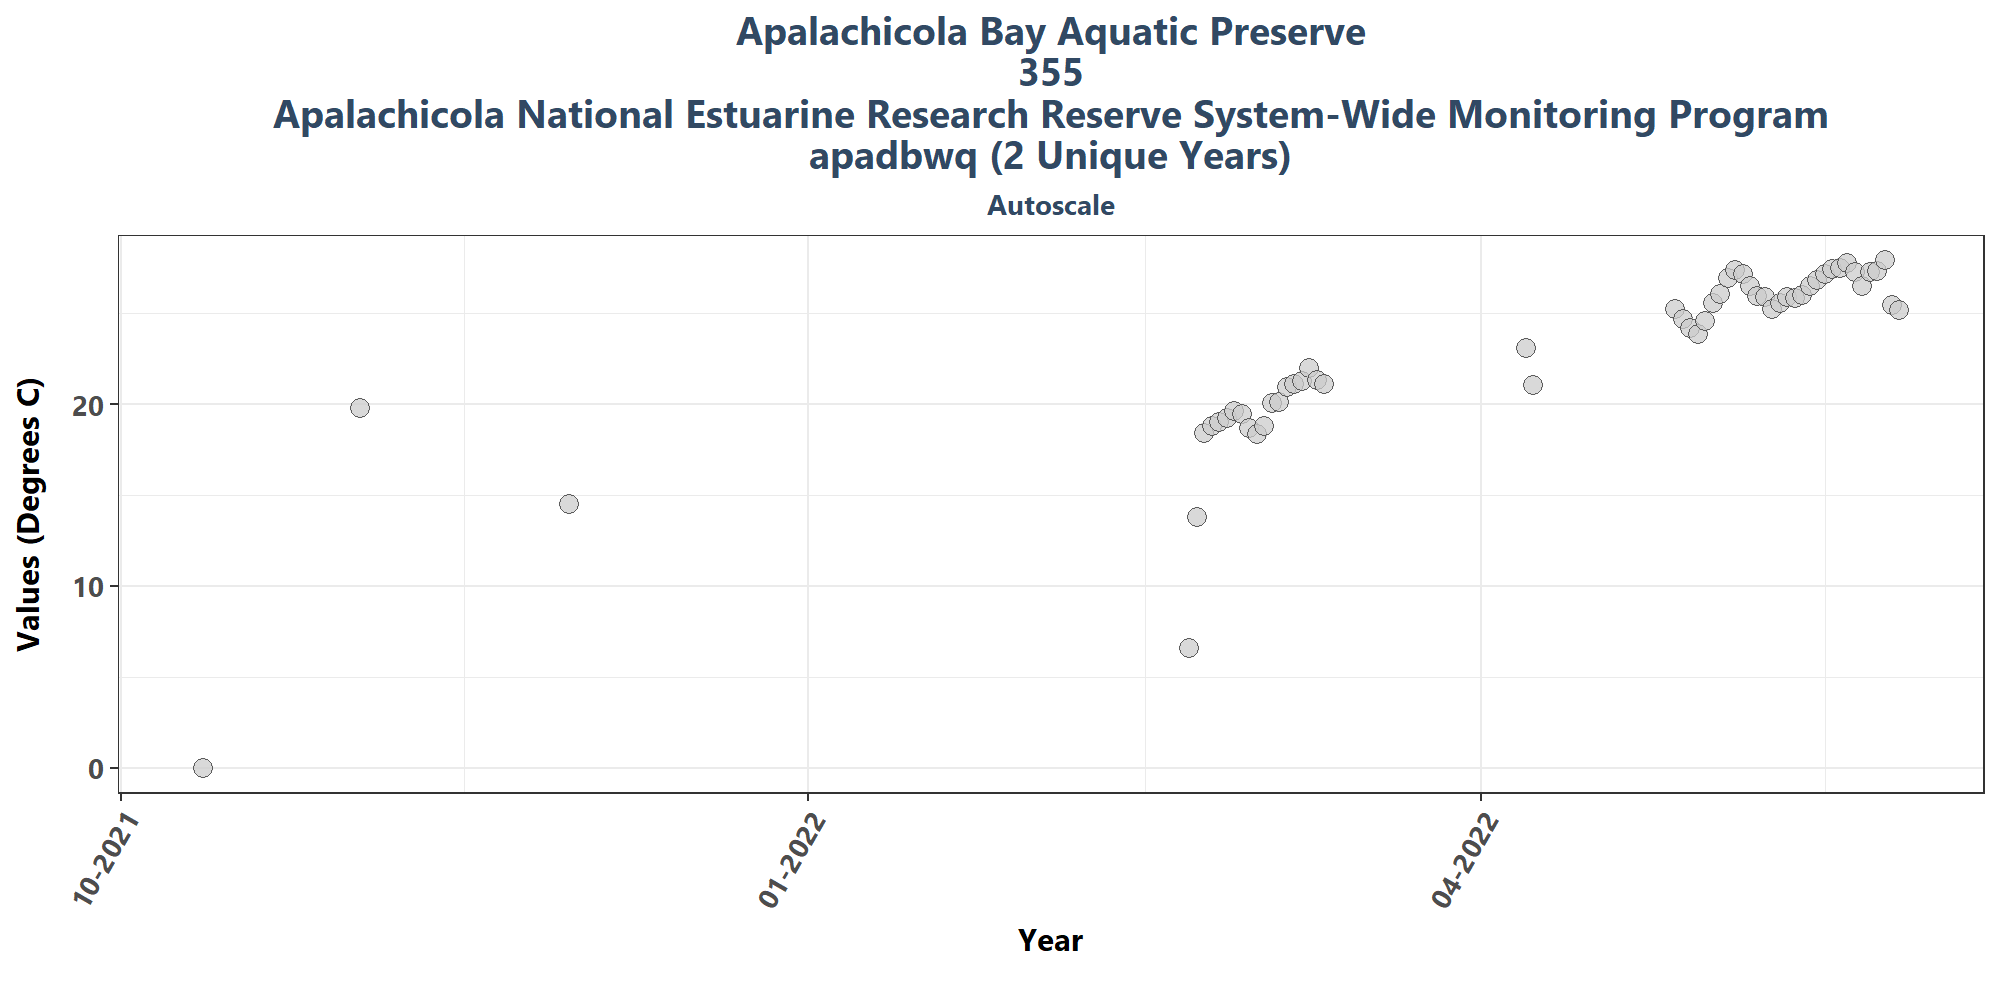 Apalachicola Bay Aquatic Preserve
355
Apalachicola National Estuarine Research Reserve System-Wide Monitoring Program
apadbwq (2 Unique Years)
Autoscale
Values (Degrees C)
20
10
0
10-2021
01-2022
04-2022
Year